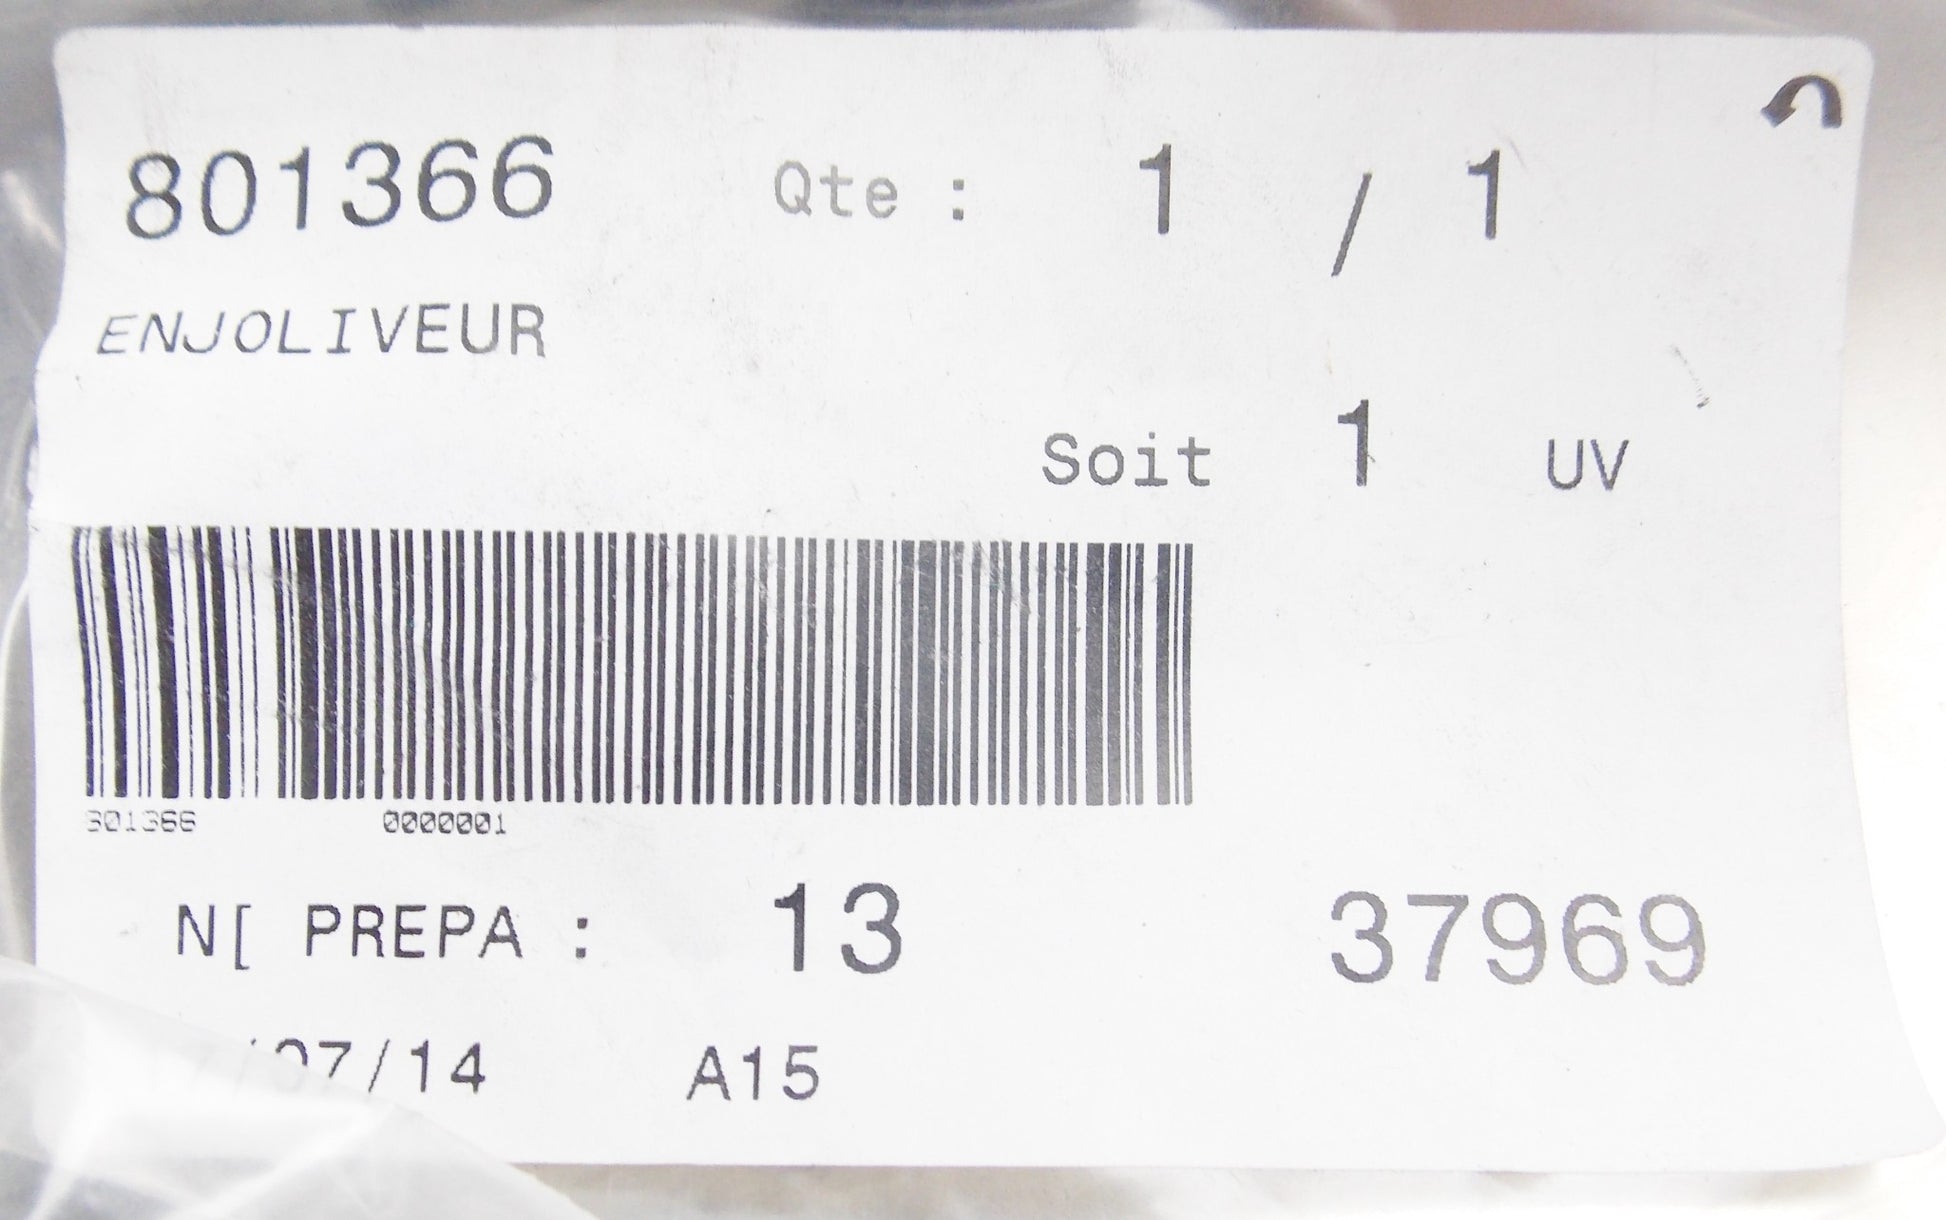 801366 Qte : 1 / 1
ENJOLIVEUR
Soit 1 UV
801366 0000001
N[ PREPA : 13 37969
/07/14 A15